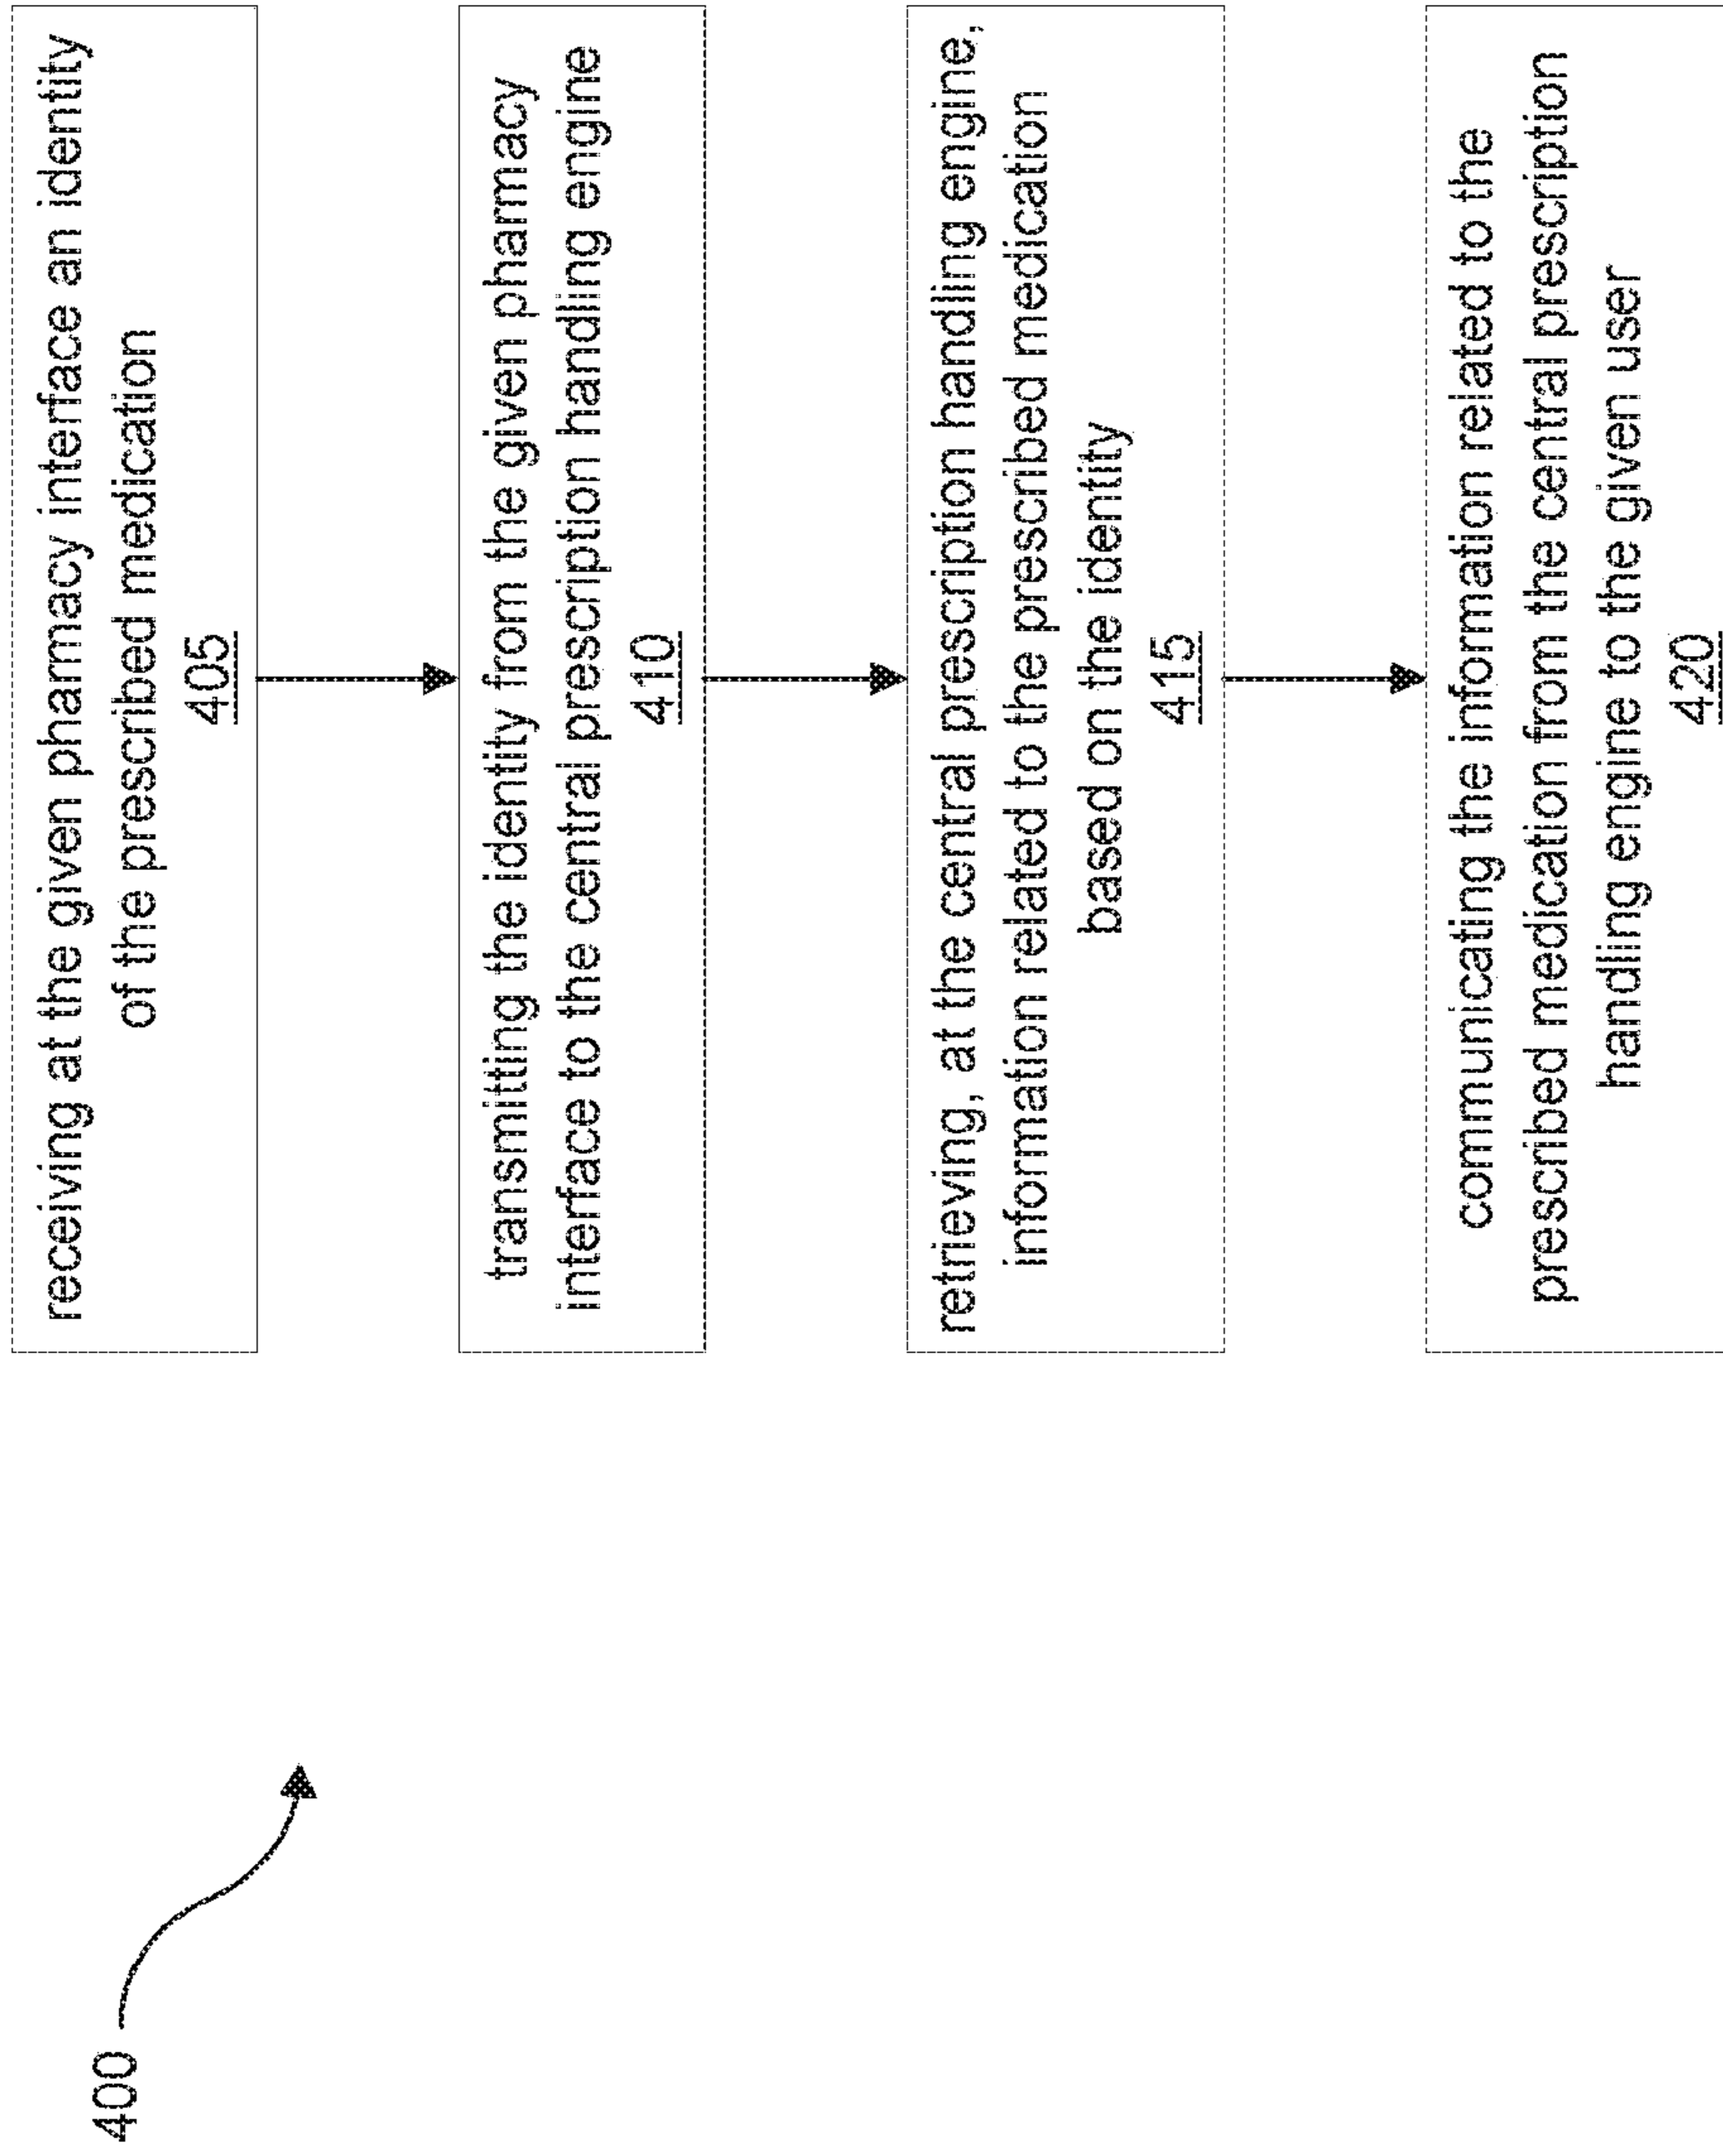 400
receiving at the given pharmacy interface an identity
of the prescribed medication
405
transmitting the identity from the given pharmacy
interface to the central prescription handling engine
410
retrieving, at the central prescription handling engine,
information related to the prescribed medication
based on the identity
415
communicating the information related to the
prescribed medication from the central prescription
handling engine to the given user
420